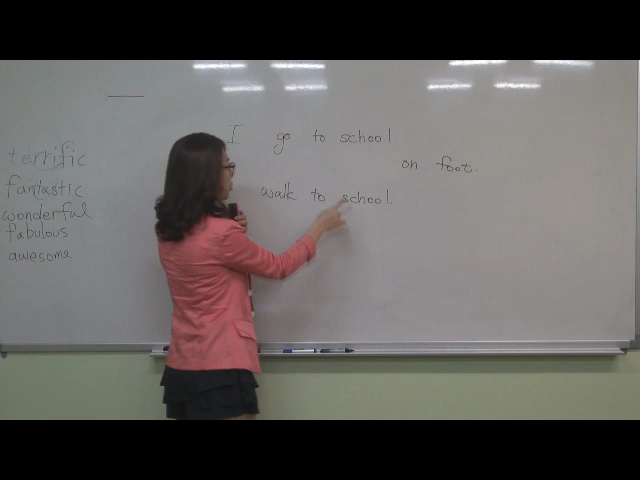 terrific
fantastic
wonderful
fabulous
awesome
I go to school.
on foot.
walk to school.